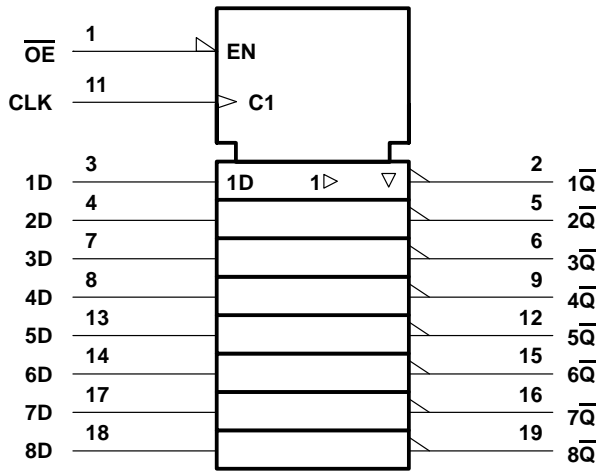 1
O̅E̅ EN
11
CLK C1
3 2
1D 1D 1▷ ▽ 1Q̅
4 5
2D 2Q̅
7 6
3D 3Q̅
8 9
4D 4Q̅
13 12
5D 5Q̅
14 15
6D 6Q̅
17 16
7D 7Q̅
18 19
8D 8Q̅